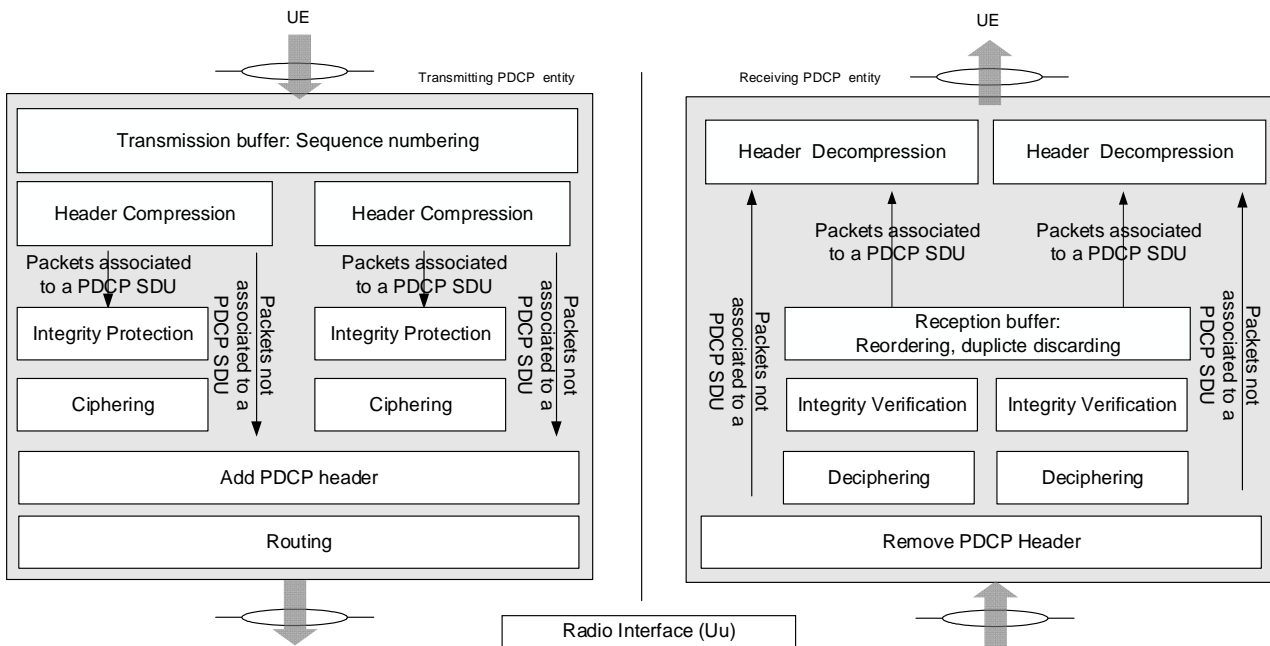 UE
Transmitting PDCP entity
Transmission buffer: Sequence numbering
Header Compression
Header Compression
Packets associated
to a PDCP SDU
Packets associated
to a PDCP SDU
Packets not
associated to a
PDCP SDU
Packets not
associated to a
PDCP SDU
Integrity Protection
Integrity Protection
Ciphering
Ciphering
Add PDCP header
Routing
UE
Receiving PDCP entity
Header Decompression
Header Decompression
Packets associated
to a PDCP SDU
Packets associated
to a PDCP SDU
Packets not
associated to a
PDCP SDU
Packets not
associated to a
PDCP SDU
Reception buffer:
Reordering, duplicte discarding
Integrity Verification
Integrity Verification
Deciphering
Deciphering
Remove PDCP Header
Radio Interface (Uu)